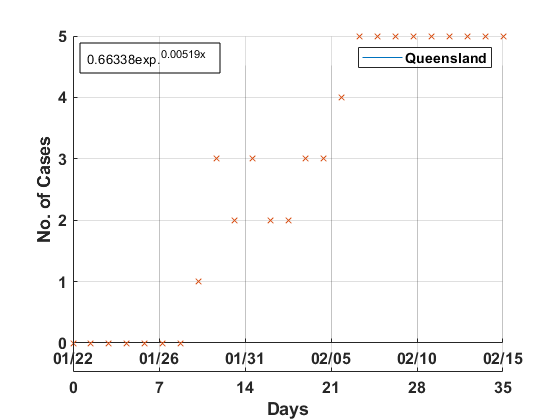 5
0.66338exp.0.00519x
Queensland
4
3
2
1
0
No. of Cases
01/22 01/26 01/31 02/05 02/10 02/15
0 7 14 21 28 35
Days